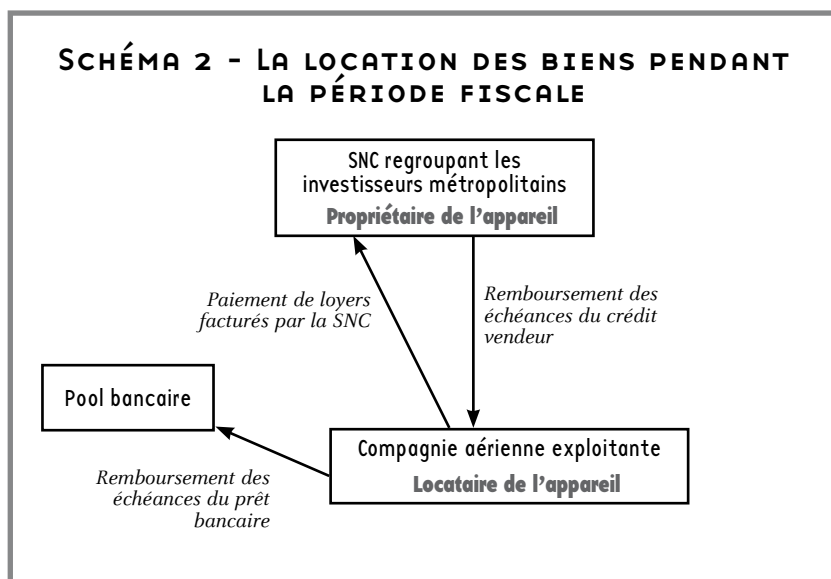 SCHÉMA 2 - LA LOCATION DES BIENS PENDANT
LA PÉRIODE FISCALE
SNC regroupant les
investisseurs métropolitains
Propriétaire de l'appareil
Paiement de loyers
facturés par la SNC
Remboursement des
échéances du crédit
vendeur
Pool bancaire
Compagnie aérienne exploitante
Locataire de l'appareil
Remboursement des
échéances du prêt
bancaire